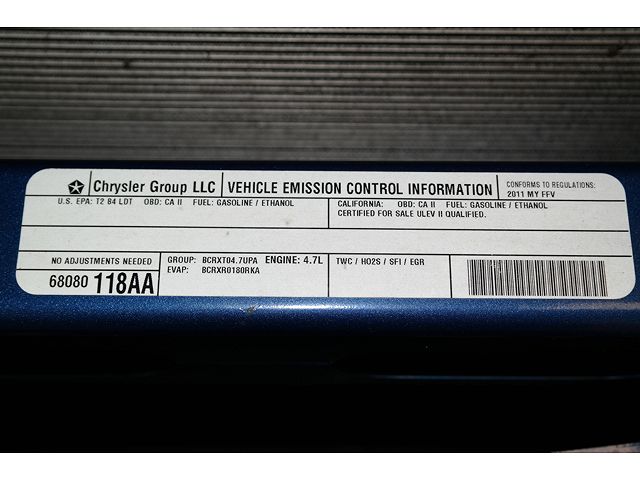 Chrysler Group LLC
VEHICLE EMISSION CONTROL INFORMATION
CONFORMS TO REGULATIONS:
2011 MY FFV
U.S. EPA: T2 B4 LDT OBD: CA II FUEL: GASOLINE / ETHANOL
CALIFORNIA: OBD: CA II FUEL: GASOLINE / ETHANOL
CERTIFIED FOR SALE ULEV II QUALIFIED.
NO ADJUSTMENTS NEEDED
68080 118AA
GROUP: BCRXT04.7UPA ENGINE: 4.7L
EVAP: BCRXR0180RKA
TWC / HO2S / SFI / EGR